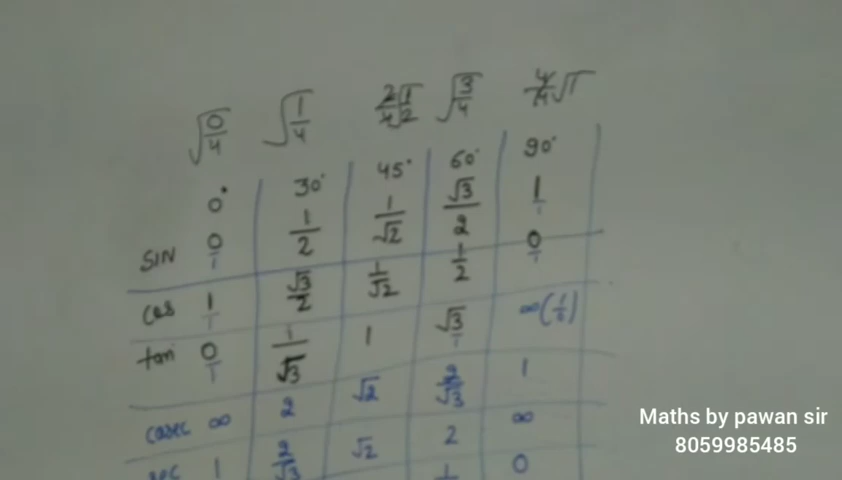 √0/4 √1/4 2/4√1/2 √3/4 4/4√1
0° 30° 45° 60° 90°
SIN 0/1 1/2 1/√2 √3/2 1/1
cos 1/1 √3/2 1/√2 1/2 0/1
tan 0/1 1/√3 1 √3/1 ∞(1/0)
cosec ∞ 2 √2 2/√3 1
sec 1 2/√3 √2 2 ∞
0
Maths by pawan sir
8059985485